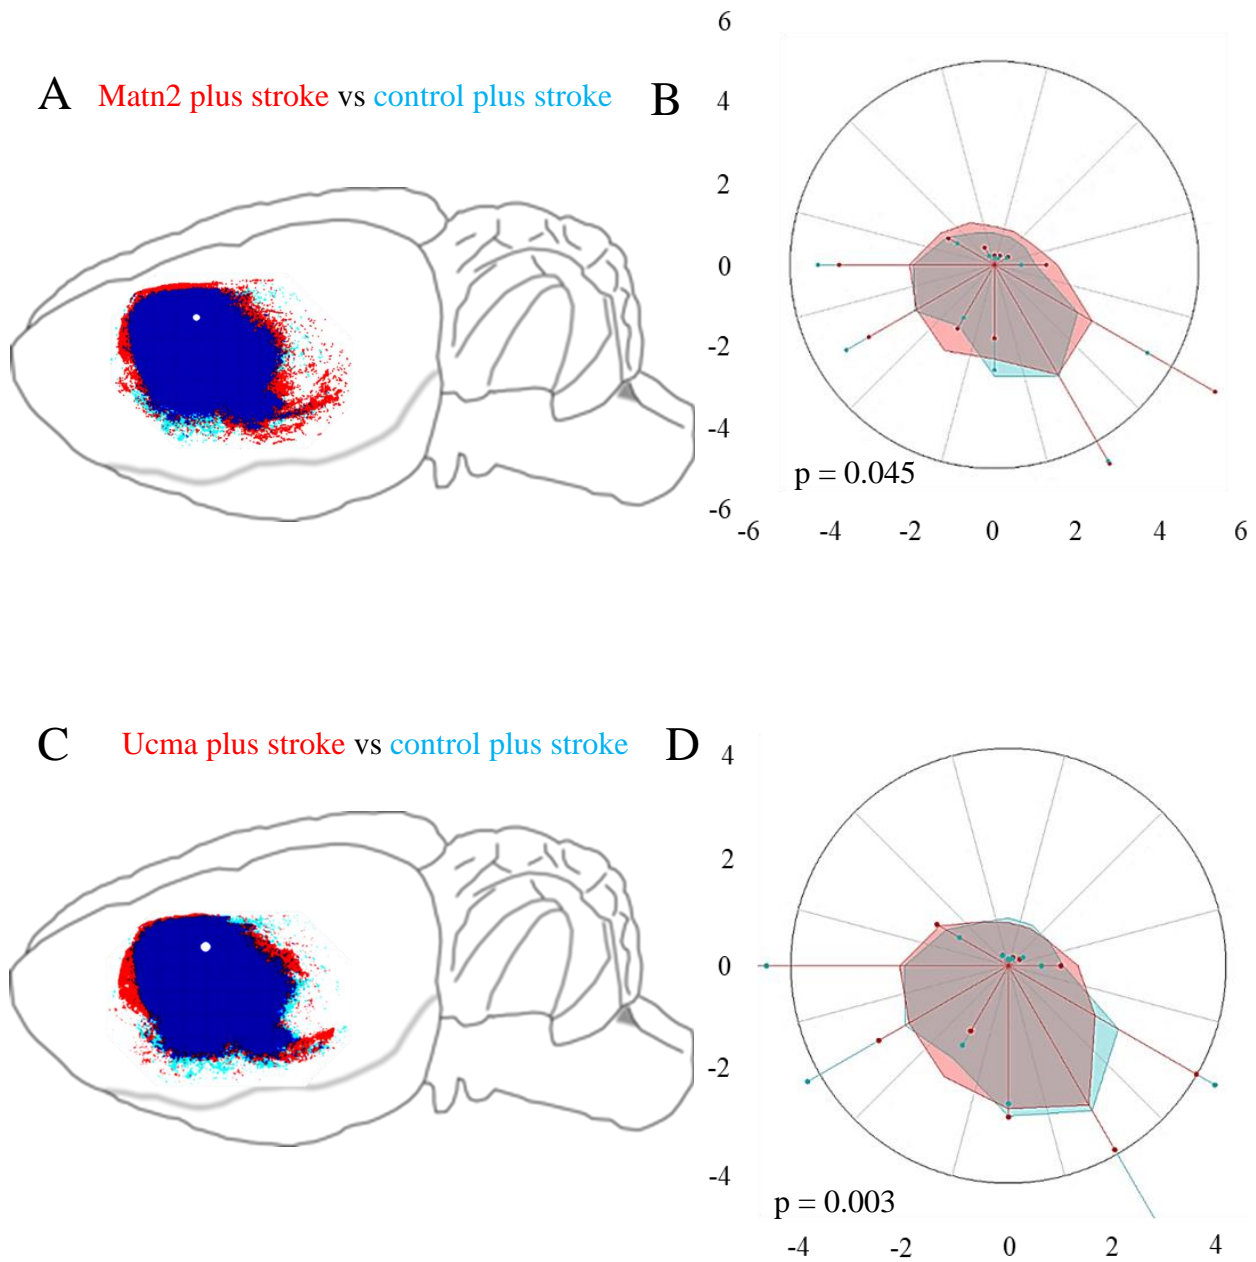 A Matn2 plus stroke vs control plus stroke
B
6
4
2
0
-2
-4
-6
p = 0.045
-6 -4 -2 0 2 4 6
C Ucma plus stroke vs control plus stroke
D
4
2
0
-2
-4
p = 0.003
-4 -2 0 2 4